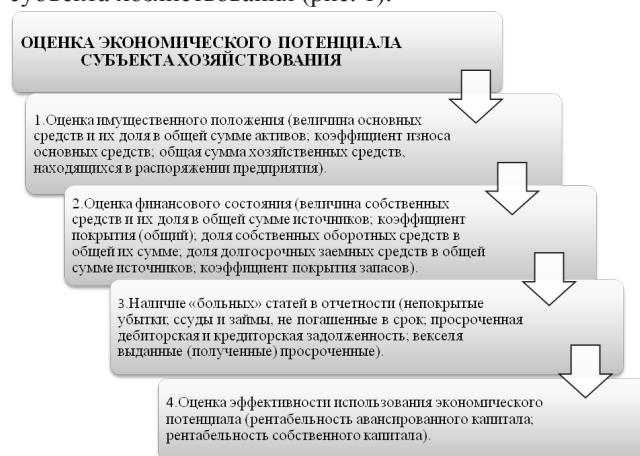 субъекта хозяйствования (рис. 1).
ОЦЕНКА ЭКОНОМИЧЕСКОГО ПОТЕНЦИАЛА
СУБЪЕКТА ХОЗЯЙСТВОВАНИЯ
1.Оценка имущественного положения (величина основных
средств и их доля в общей сумме активов; коэффициент износа
основных средств; общая сумма хозяйственных средств,
находящихся в распоряжении предприятия).
2.Оценка финансового состояния (величина собственных
средств и их доля в общей сумме источников; коэффициент
покрытия (общий); доля собственных оборотных средств в
общей их сумме; доля долгосрочных заемных средств в общей
сумме источников; коэффициент покрытия запасов).
3.Наличие «больных» статей в отчетности (непокрытые
убытки; ссуды и займы, не погашенные в срок; просроченная
дебиторская и кредиторская задолженность; векселя
выданные (полученные) просроченные).
4.Оценка эффективности использования экономического
потенциала (рентабельность авансированного капитала;
рентабельность собственного капитала).